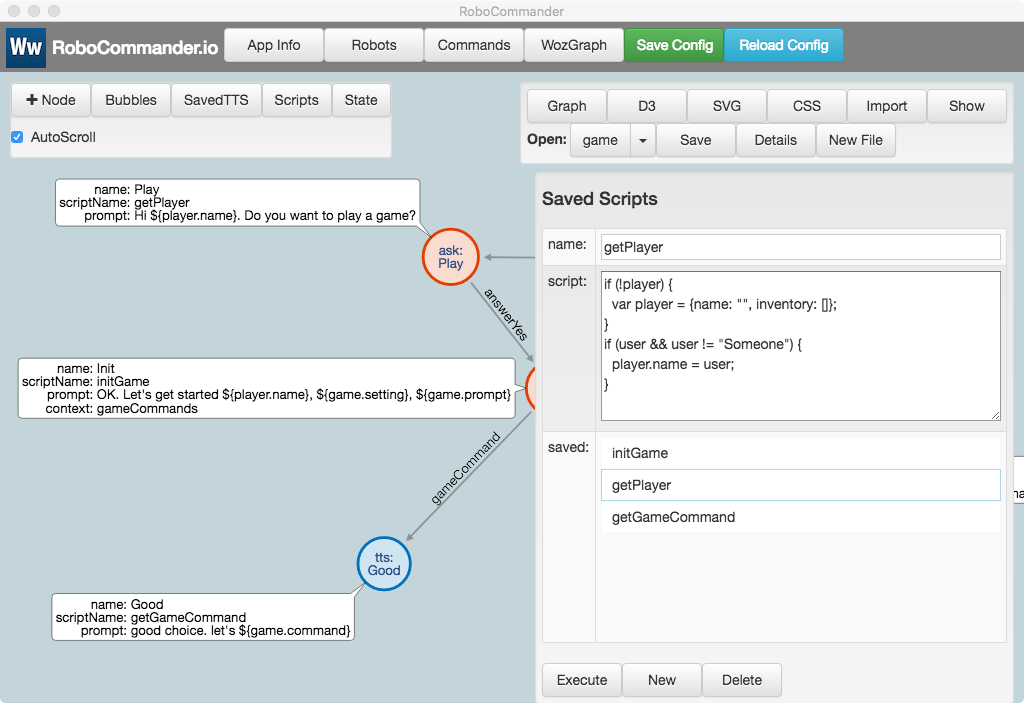 RoboCommander
Ww RoboCommander.io App Info Robots Commands WozGraph Save Config Reload Config
+ Node Bubbles SavedTTS Scripts State
AutoScroll
Graph D3 SVG CSS Import Show
Open: game Save Details New File
name: Play
scriptName: getPlayer
prompt: Hi ${player.name}. Do you want to play a game?
ask:
Play
answerYes
name: Init
scriptName: initGame
prompt: OK. Let's get started ${player.name}, ${game.setting}, ${game.prompt}
context: gameCommands
gameCommand
tts:
Good
name: Good
scriptName: getGameCommand
prompt: good choice. let's ${game.command}
Saved Scripts
name: getPlayer
script:
if (!player) {
var player = {name: "", inventory: []};
}
if (user && user != "Someone") {
player.name = user;
}
saved:
initGame
getPlayer
getGameCommand
Execute New Delete